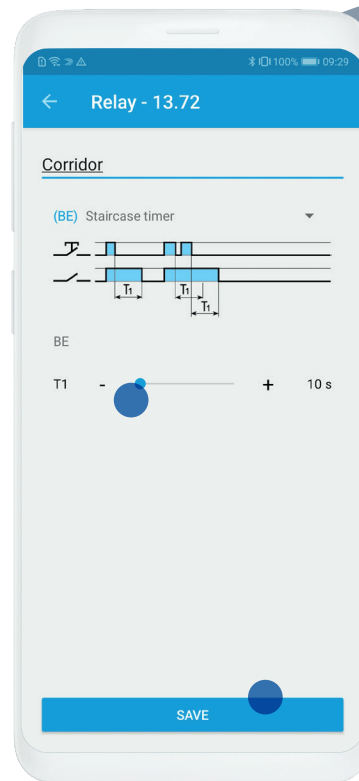 100% 09:29
Relay - 13.72
Corridor
(BE) Staircase timer
T1 T1
T1
BE
T1 - + 10 s
SAVE